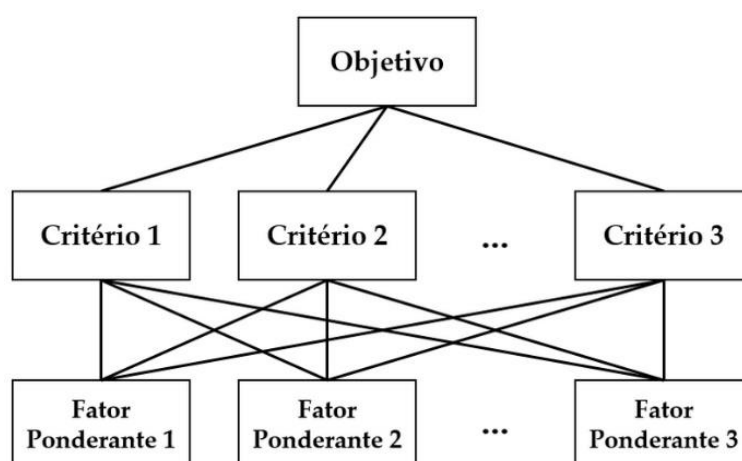 Objetivo
Critério 1
Critério 2
...
Critério 3
Fator
Ponderante 1
Fator
Ponderante 2
...
Fator
Ponderante 3